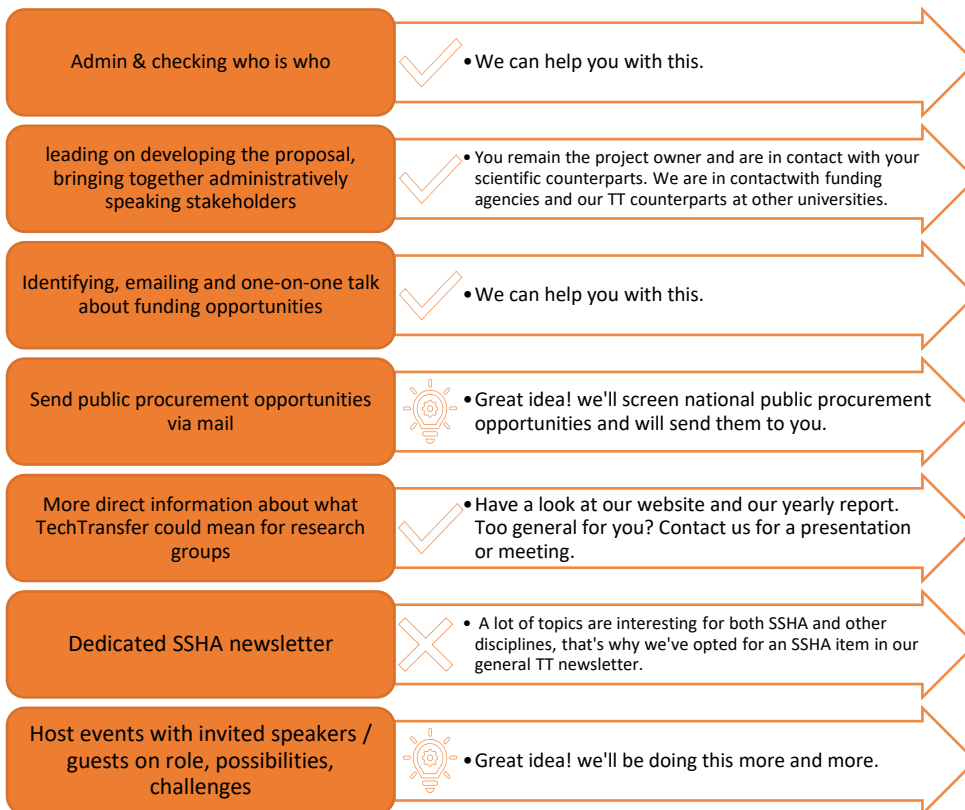 Admin & checking who is who
•We can help you with this.
leading on developing the proposal,
bringing together administratively
speaking stakeholders
• You remain the project owner and are in contact with your
scientific counterparts. We are in contactwith funding
agencies and our TT counterparts at other universities.
Identifying, emailing and one-on-one talk
about funding opportunities
•We can help you with this.
Send public procurement opportunities
via mail
•Great idea! we'll screen national public procurement
opportunities and will send them to you.
More direct information about what
TechTransfer could mean for research
groups
•Have a look at our website and our yearly report.
Too general for you? Contact us for a presentation
or meeting.
Dedicated SSHA newsletter
• A lot of topics are interesting for both SSHA and other
disciplines, that's why we've opted for an SSHA item in our
general TT newsletter.
Host events with invited speakers /
guests on role, possibilities,
challenges
•Great idea! we'll be doing this more and more.